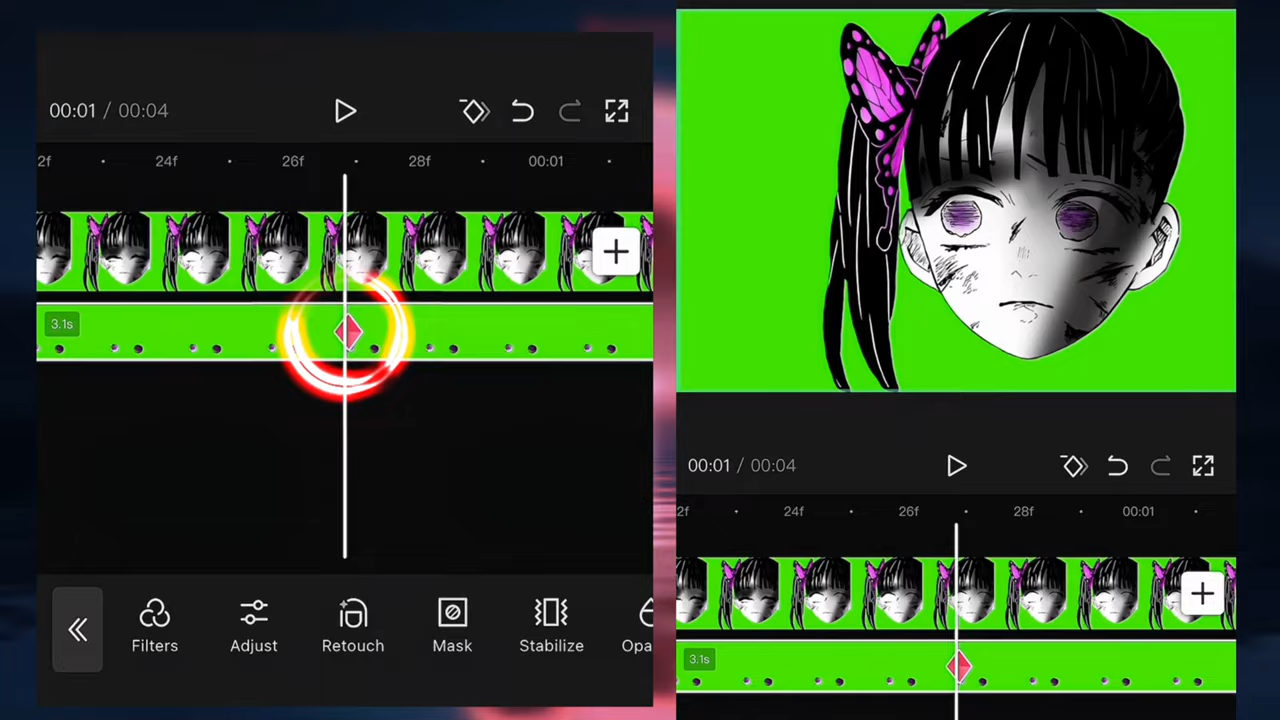 00:01 / 00:04
2f 24f 26f 28f 00:01
3.1s
Filters Adjust Retouch Mask Stabilize Opa
00:01 / 00:04
2f 24f 26f 28f 00:01
3.1s